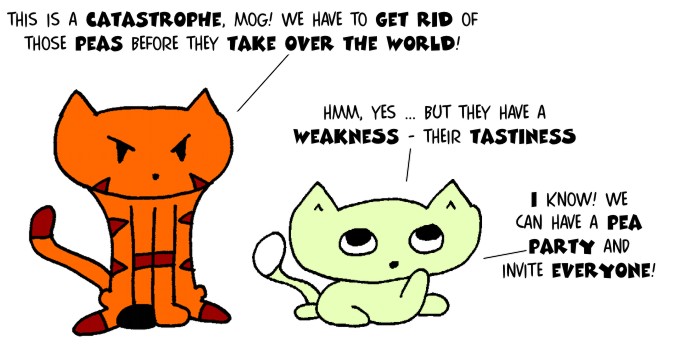 THIS IS A CATASTROPHE, MOG! WE HAVE TO GET RID OF
THOSE PEAS BEFORE THEY TAKE OVER THE WORLD!
HMM, YES ... BUT THEY HAVE A
WEAKNESS - THEIR TASTINESS
I KNOW! WE
CAN HAVE A PEA
PARTY AND
INVITE EVERYONE!